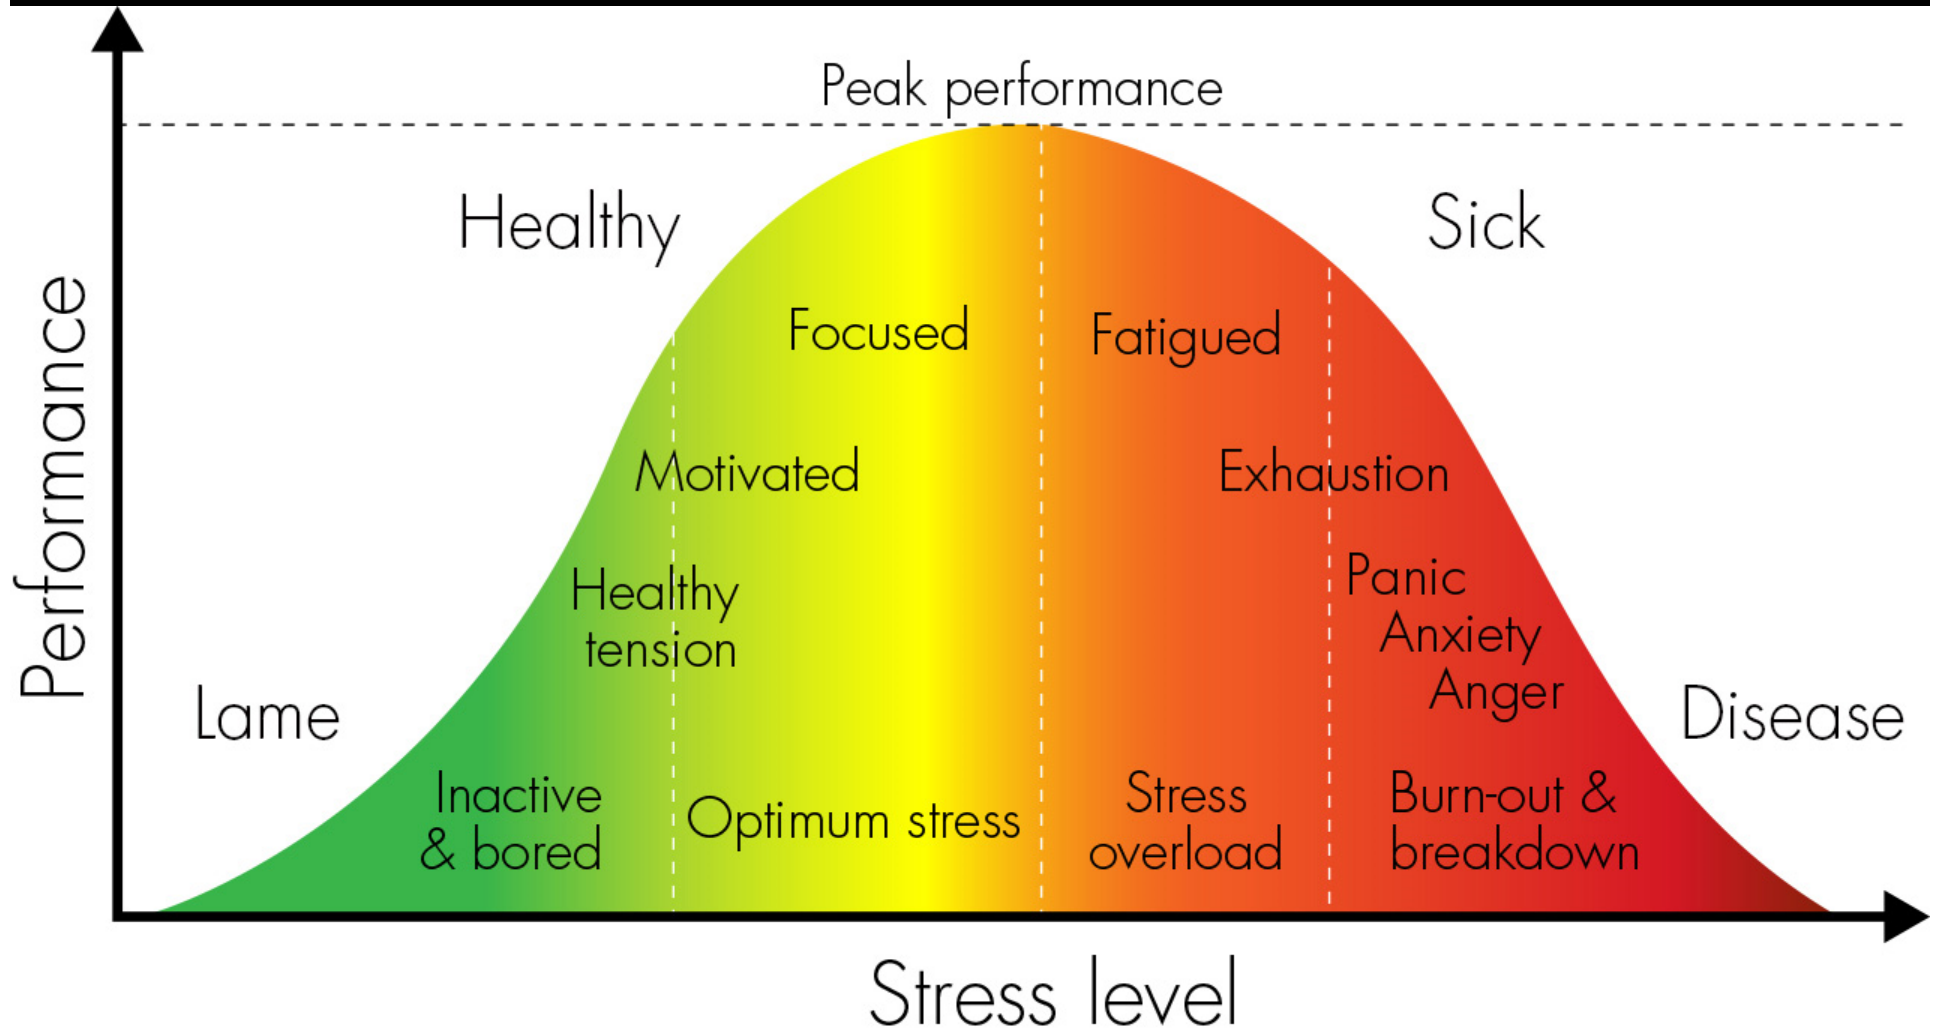 Peak performance
Healthy
Sick
Focused
Fatigued
Motivated
Exhaustion
Healthy
tension
Panic
Anxiety
Anger
Lame
Disease
Inactive
& bored
Optimum stress
Stress
overload
Burn-out &
breakdown
Performance
Stress level